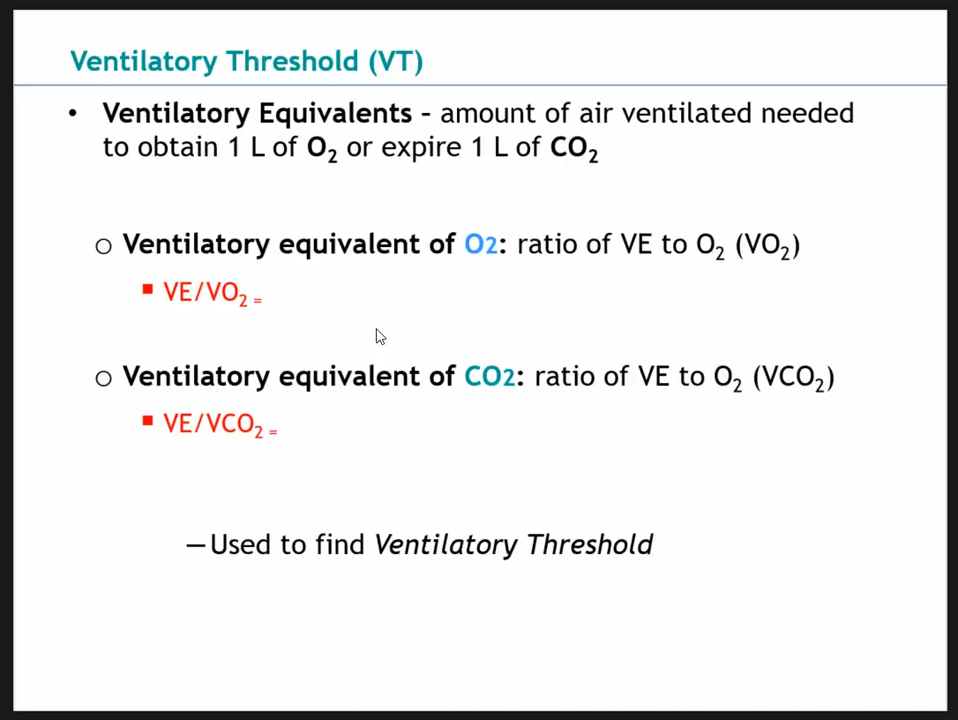 Ventilatory Threshold (VT)
• Ventilatory Equivalents – amount of air ventilated needed
to obtain 1 L of O₂ or expire 1 L of CO₂
○ Ventilatory equivalent of O2: ratio of VE to O₂ (VO₂)
▪ VE/VO₂ =
○ Ventilatory equivalent of CO2: ratio of VE to O₂ (VCO₂)
▪ VE/VCO₂ =
–Used to find Ventilatory Threshold